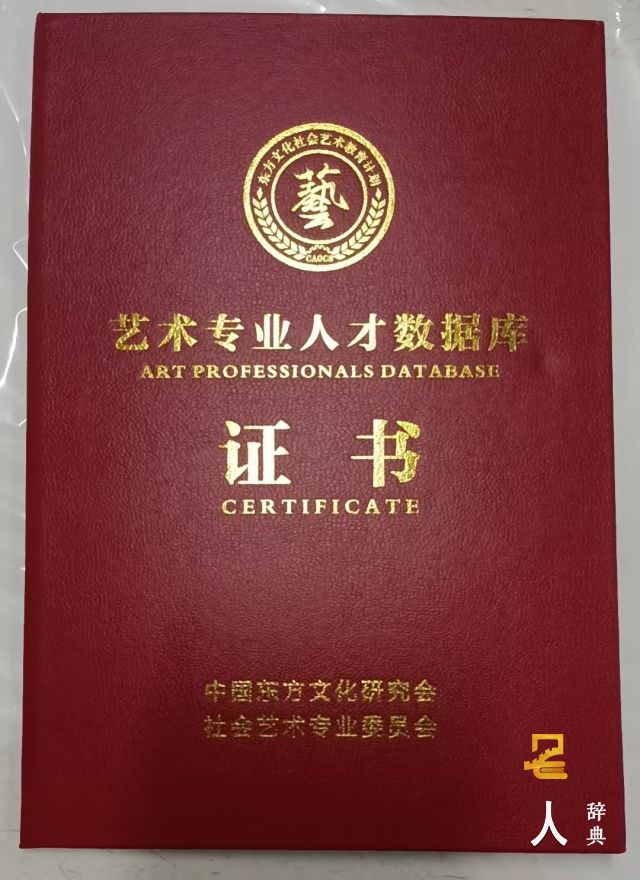 东方文化社会艺术教育计划
藝
CAOCS
艺术专业人才数据库
ART PROFESSIONALS DATABASE
证书
CERTIFICATE
中国东方文化研究会
社会艺术专业委员会
人
辞典